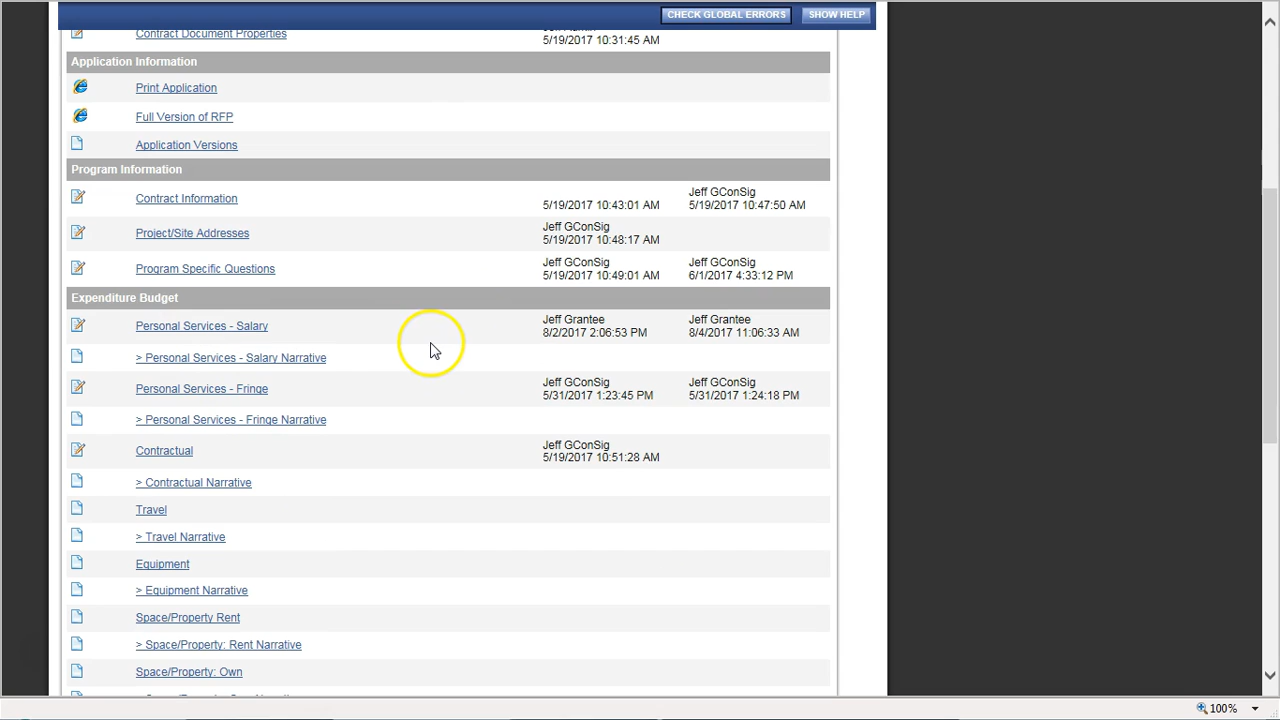 CHECK GLOBAL ERRORS SHOW HELP
Contract Document Properties
5/19/2017 10:31:45 AM
Application Information
Print Application
Full Version of RFP
Application Versions
Program Information
Contract Information 5/19/2017 10:43:01 AM Jeff GConSig 5/19/2017 10:47:50 AM
Project/Site Addresses Jeff GConSig 5/19/2017 10:48:17 AM
Program Specific Questions Jeff GConSig 5/19/2017 10:49:01 AM Jeff GConSig 6/1/2017 4:33:12 PM
Expenditure Budget
Personal Services - Salary Jeff Grantee 8/2/2017 2:06:53 PM Jeff Grantee 8/4/2017 11:06:33 AM
> Personal Services - Salary Narrative
Personal Services - Fringe Jeff GConSig 5/31/2017 1:23:45 PM Jeff GConSig 5/31/2017 1:24:18 PM
> Personal Services - Fringe Narrative
Contractual Jeff GConSig 5/19/2017 10:51:28 AM
> Contractual Narrative
Travel
> Travel Narrative
Equipment
> Equipment Narrative
Space/Property Rent
> Space/Property: Rent Narrative
Space/Property: Own
100%